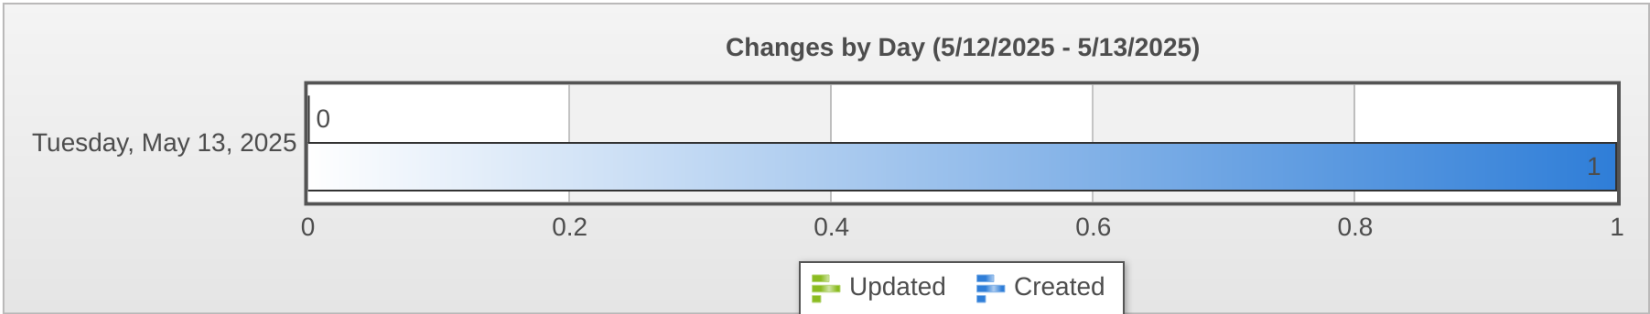 Changes by Day (5/12/2025 - 5/13/2025)
0
Tuesday, May 13, 2025
1
0 0.2 0.4 0.6 0.8 1
Updated Created